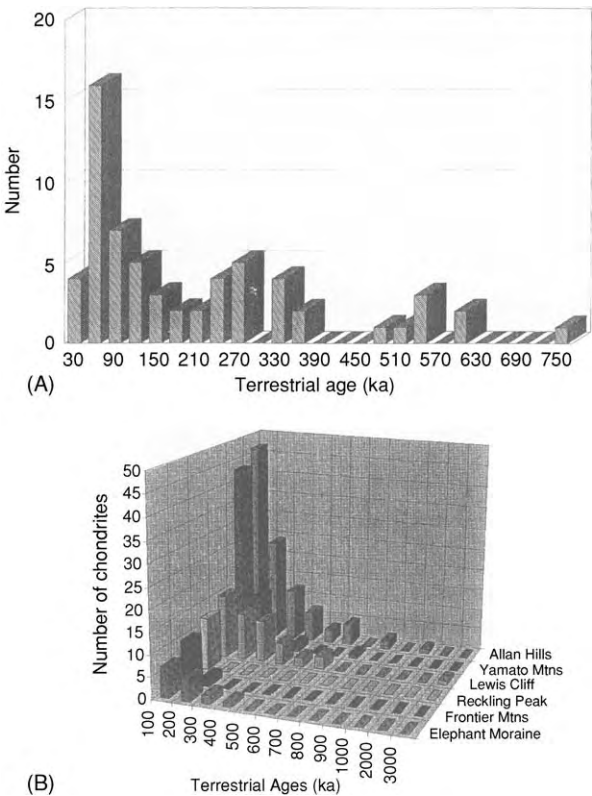 20
15
10
5
0
Number
30 90 150 210 270 330 390 450 510 570 630 690 750
Terrestrial age (ka)
(A)
50
45
40
35
30
25
20
15
10
5
0
Number of chondrites
100 200 300 400 500 600 700 800 900 1000 2000 3000
Allan Hills
Yamato Mtns
Lewis Cliff
Reckling Peak
Frontier Mtns
Elephant Moraine
Terrestrial Ages (ka)
(B)